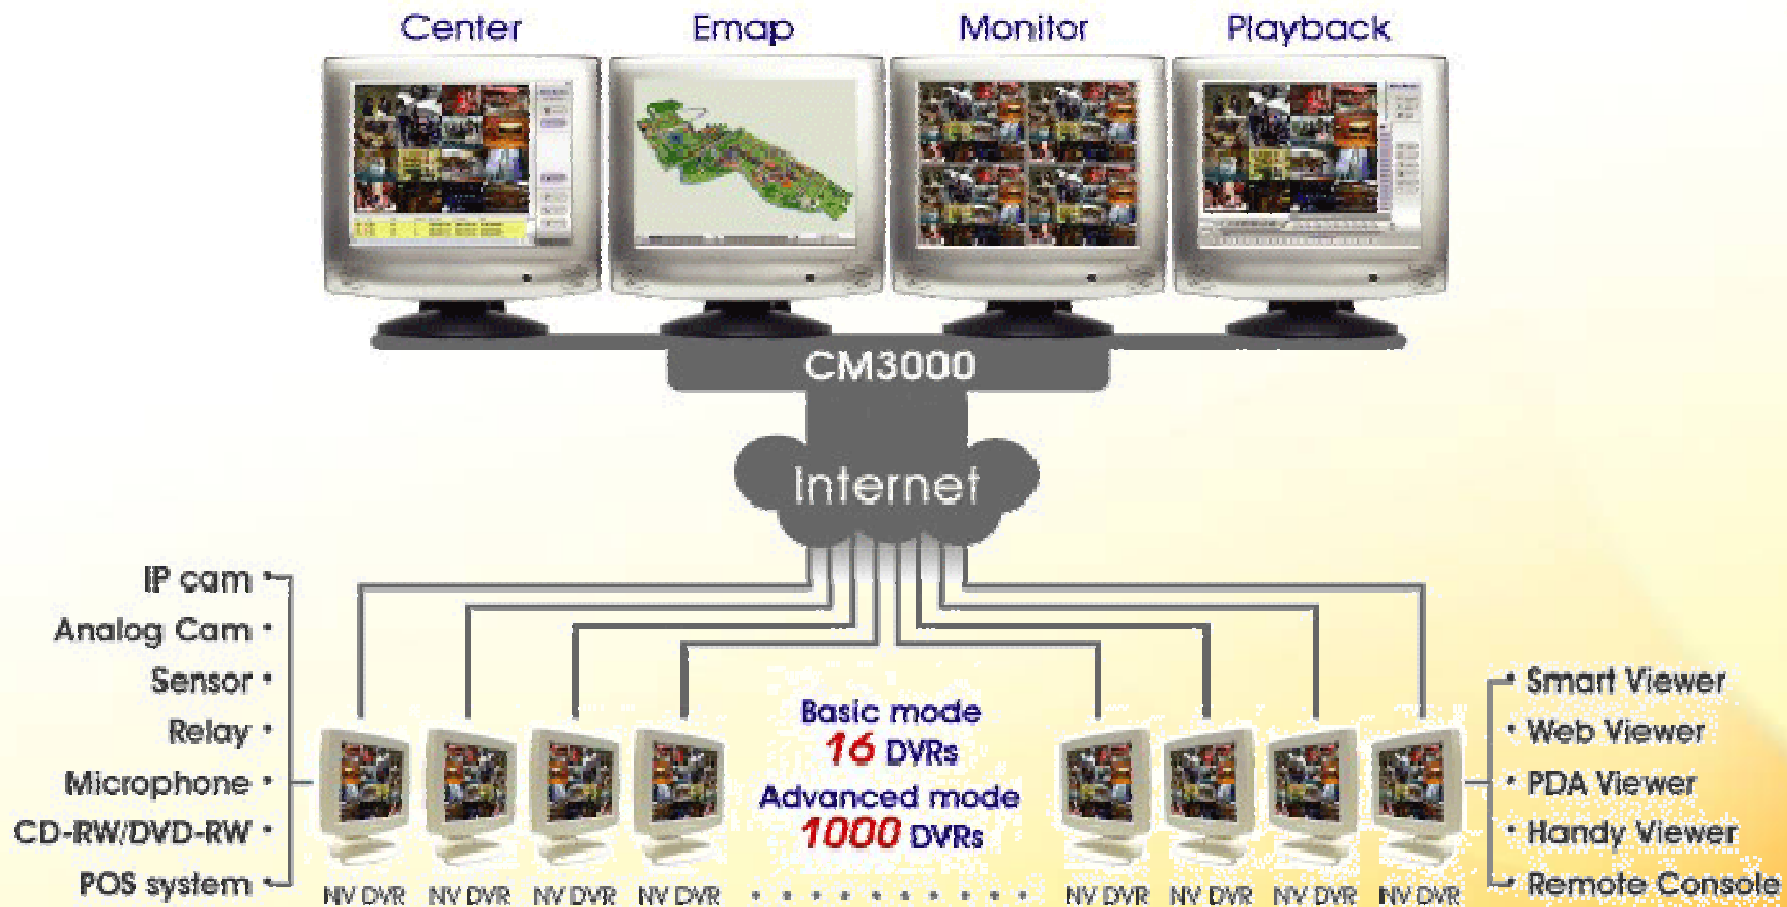 Center
Emap
Monitor
Playback
CM3000
Internet
IP cam
Analog Cam
Sensor
Relay
Microphone
CD-RW/DVD-RW
POS system
Basic mode
16 DVRs
Advanced mode
1000 DVRs
Smart Viewer
Web Viewer
PDA Viewer
Handy Viewer
Remote Console
NV DVR
NV DVR
NV DVR
NV DVR
NV DVR
NV DVR
NV DVR
NV DVR